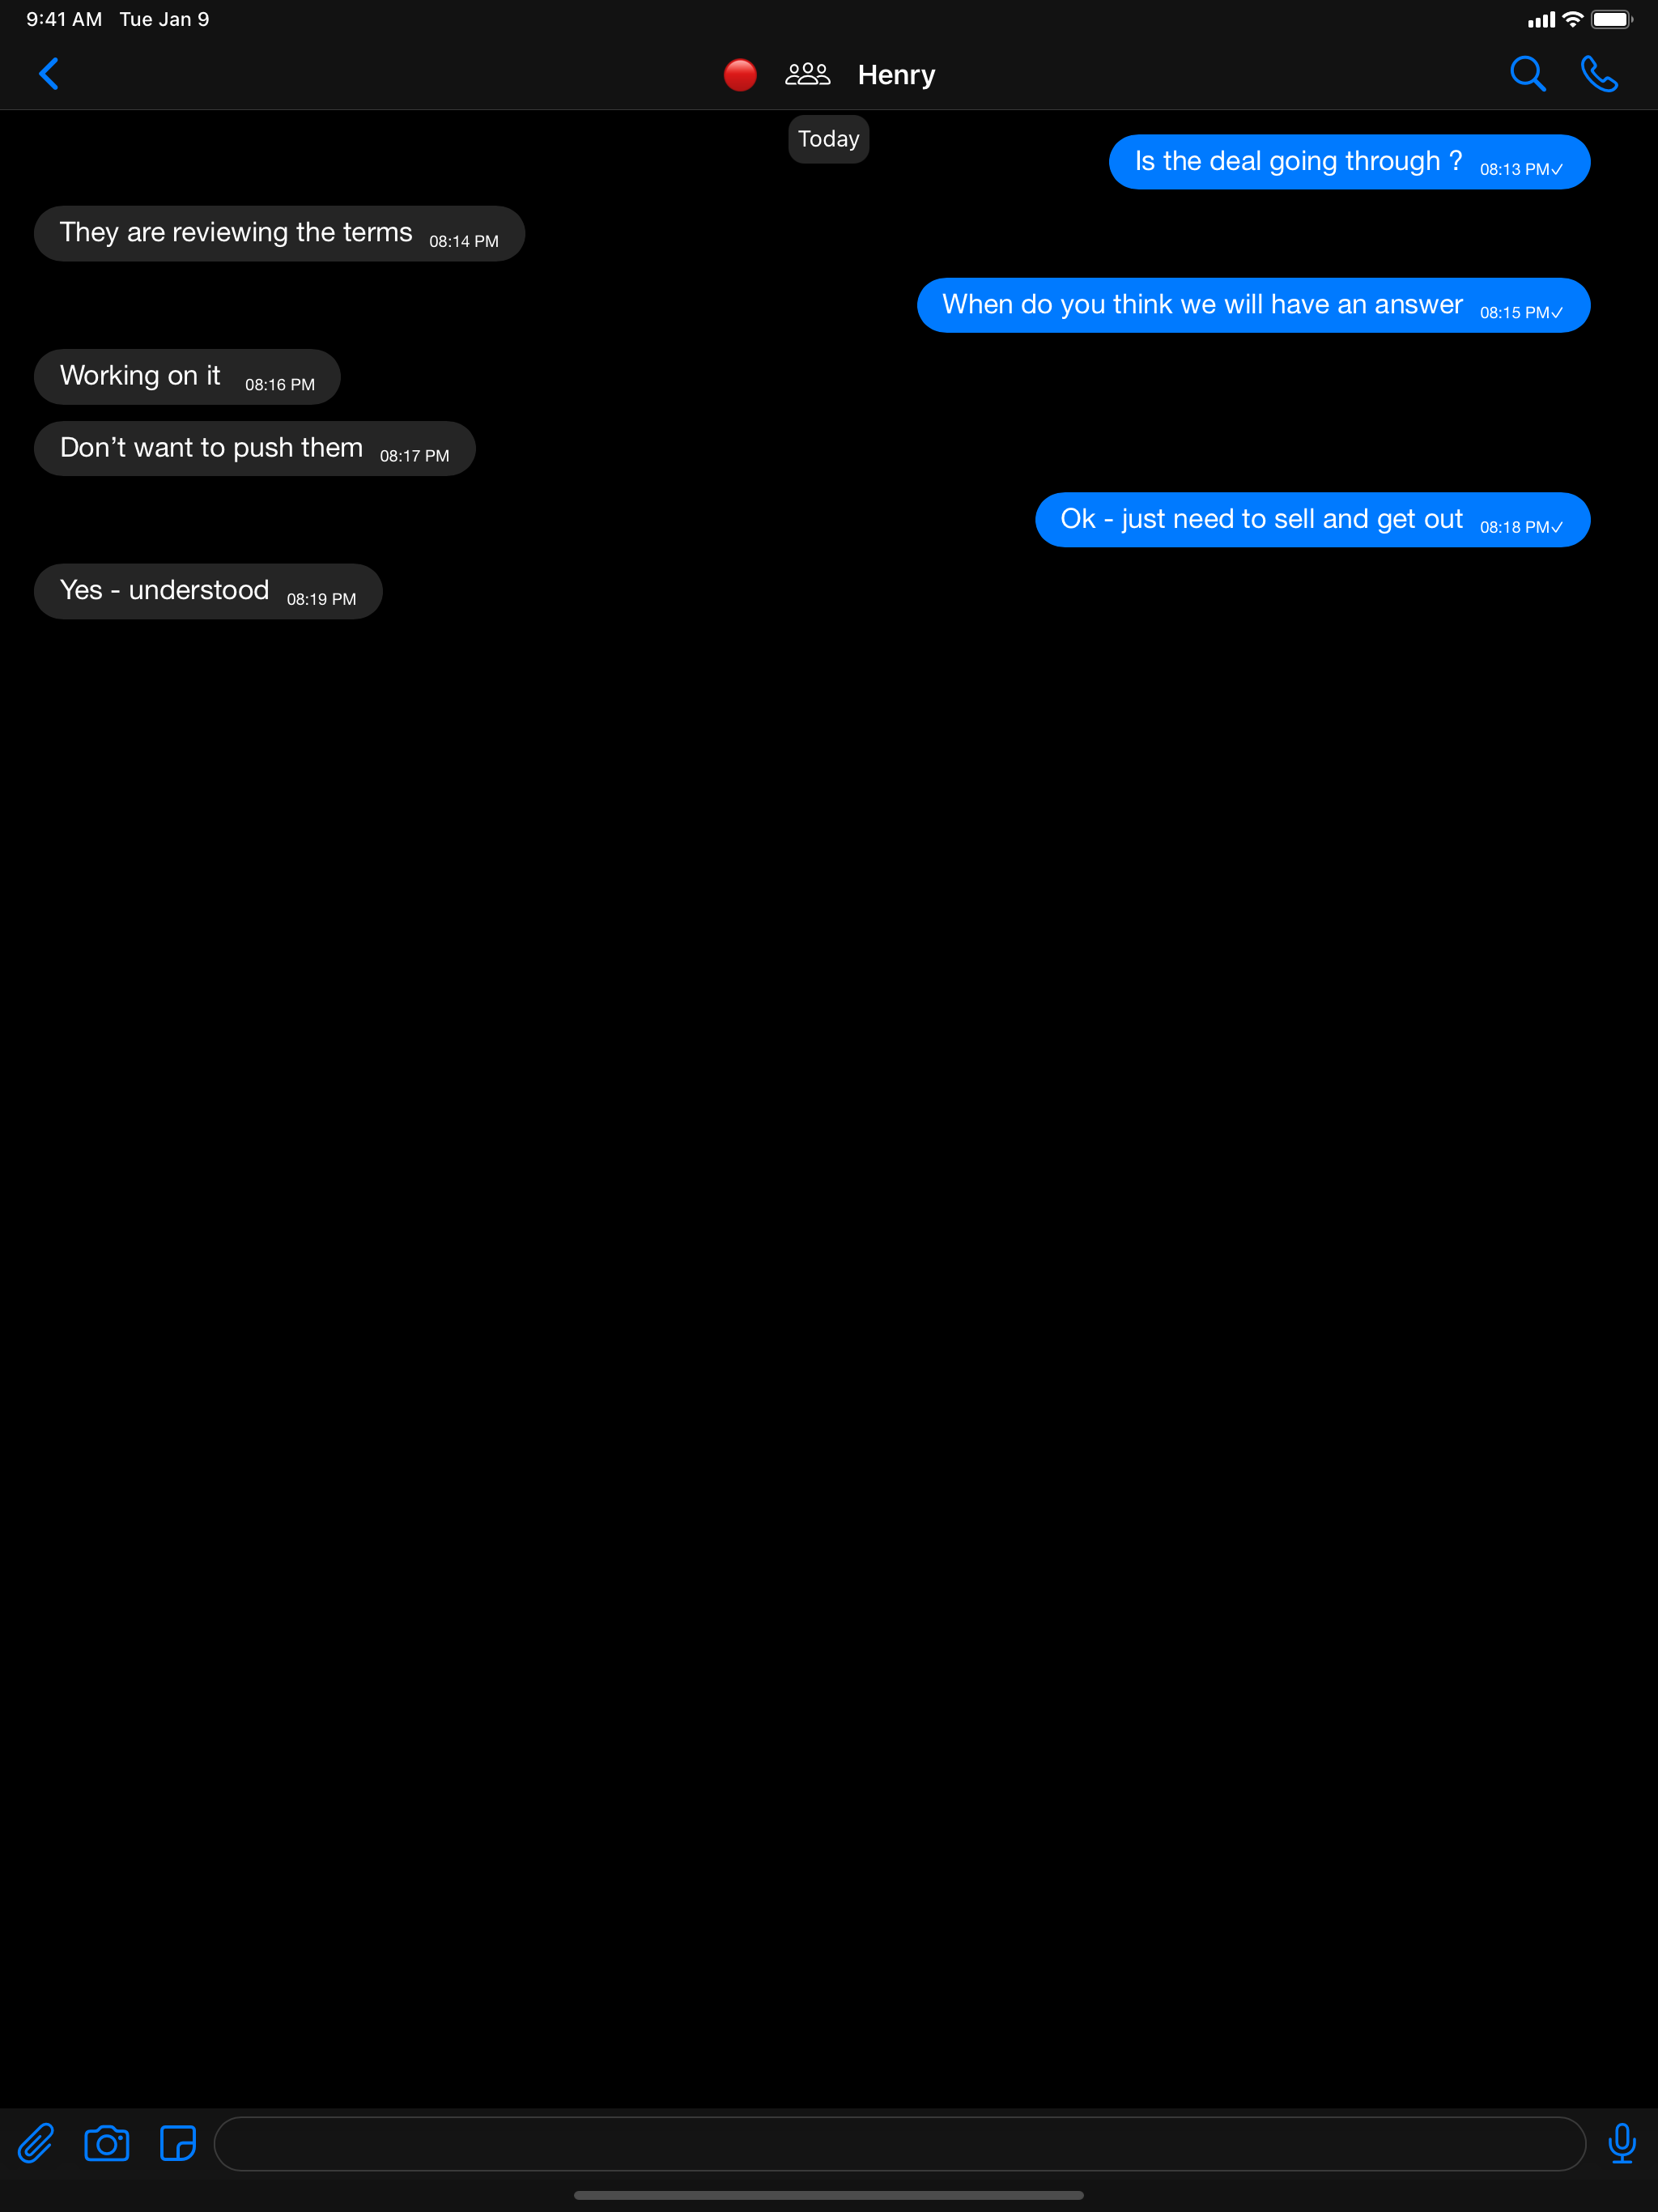 9:41 AM Tue Jan 9
Henry
Today
Is the deal going through ? 08:13 PM✓
They are reviewing the terms 08:14 PM
When do you think we will have an answer 08:15 PM✓
Working on it 08:16 PM
Don’t want to push them 08:17 PM
Ok - just need to sell and get out 08:18 PM✓
Yes - understood 08:19 PM